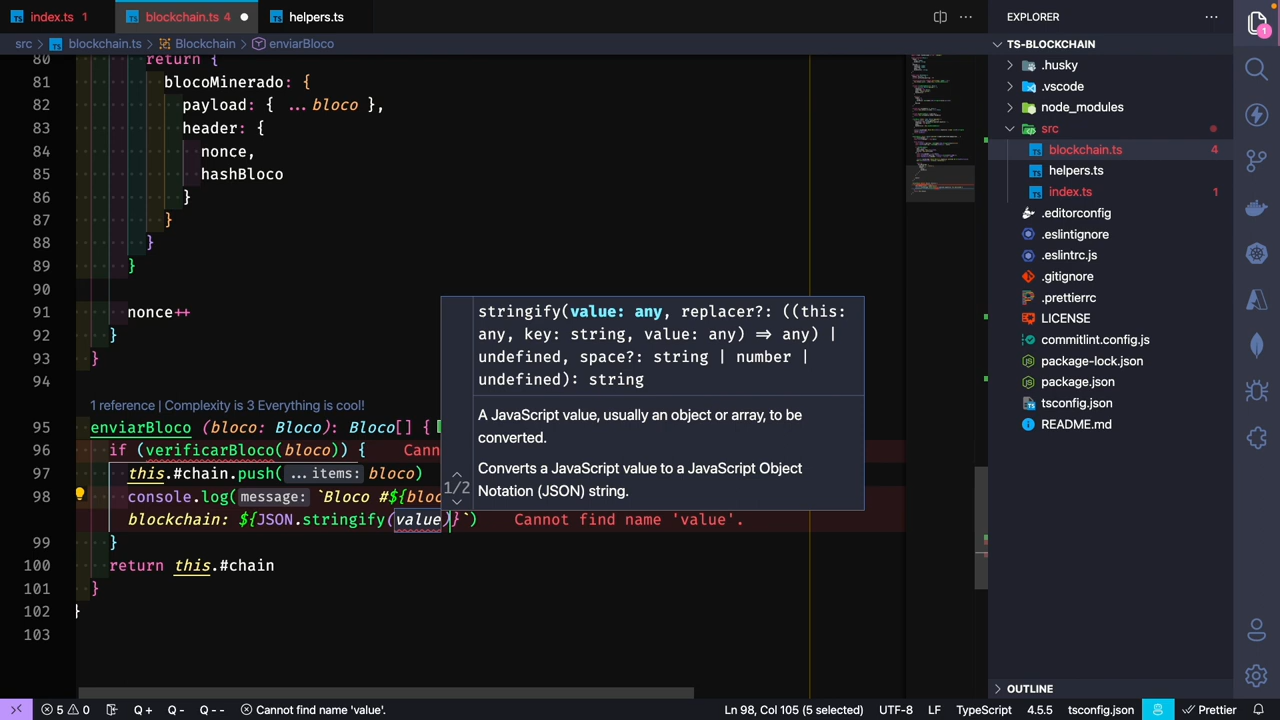 index.ts 1
blockchain.ts 4
helpers.ts
src > blockchain.ts > Blockchain > enviarBloco
80 return {
81 blocoMinerado: {
82 payload: { ...bloco },
83 header: {
84 nonce,
85 hashBloco
86 }
87 }
88 }
89 }
90
91 nonce++
92 }
93 }
94
1 reference | Complexity is 3 Everything is cool!
95 enviarBloco (bloco: Bloco): Bloco[] {
96 if (verificarBloco(bloco)) { Cann
97 this.#chain.push(...items: bloco)
98 console.log(message: `Bloco #${bloc
blockchain: ${JSON.stringify(value)}`) Cannot find name 'value'.
99 }
100 return this.#chain
101 }
102 }
103
stringify(value: any, replacer?: ((this:
any, key: string, value: any) => any) |
undefined, space?: string | number |
undefined): string
A JavaScript value, usually an object or array, to be
converted.
1/2
Converts a JavaScript value to a JavaScript Object
Notation (JSON) string.
EXPLORER
TS-BLOCKCHAIN
.husky
.vscode
node_modules
src
blockchain.ts 4
helpers.ts
index.ts 1
.editorconfig
.eslintignore
.eslintrc.js
.gitignore
.prettierrc
LICENSE
commitlint.config.js
package-lock.json
package.json
tsconfig.json
README.md
OUTLINE
1
5 0 Q + Q - Q -- Cannot find name 'value'. Ln 98, Col 105 (5 selected) UTF-8 LF TypeScript 4.5.5 tsconfig.json Prettier